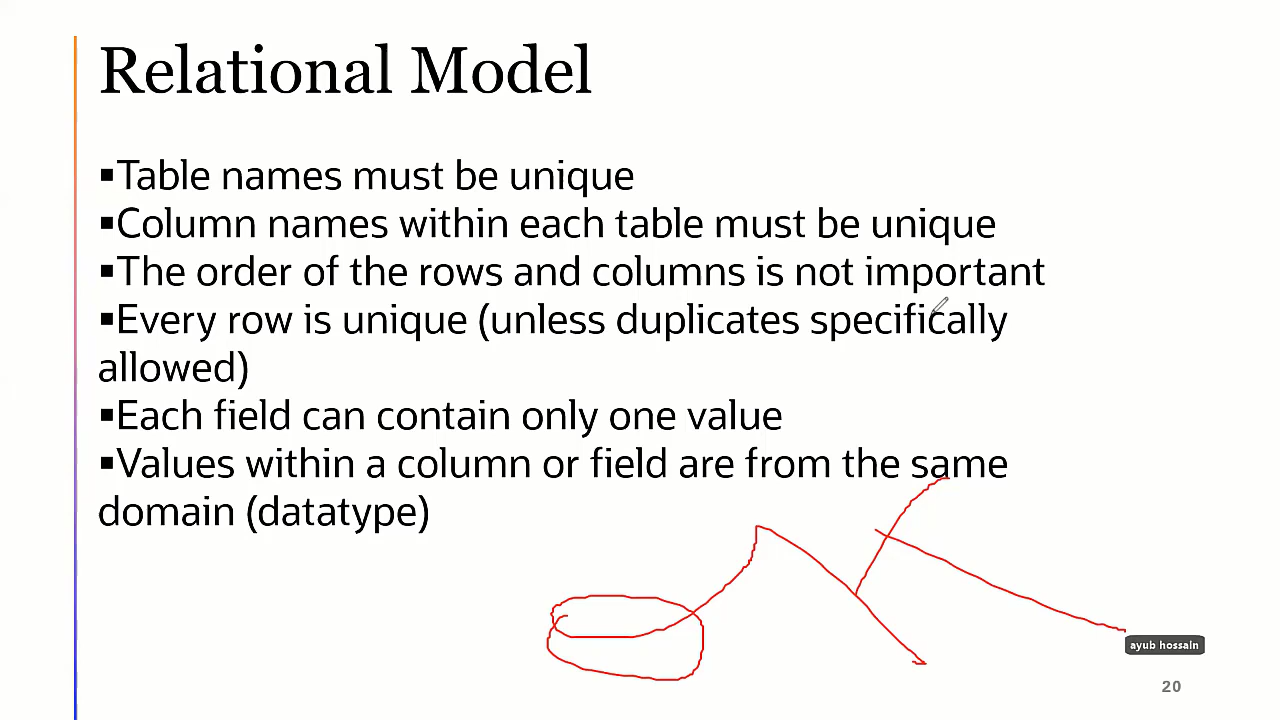 Relational Model
▪Table names must be unique
▪Column names within each table must be unique
▪The order of the rows and columns is not important
▪Every row is unique (unless duplicates specifically
allowed)
▪Each field can contain only one value
▪Values within a column or field are from the same
domain (datatype)
ayub hossain
20